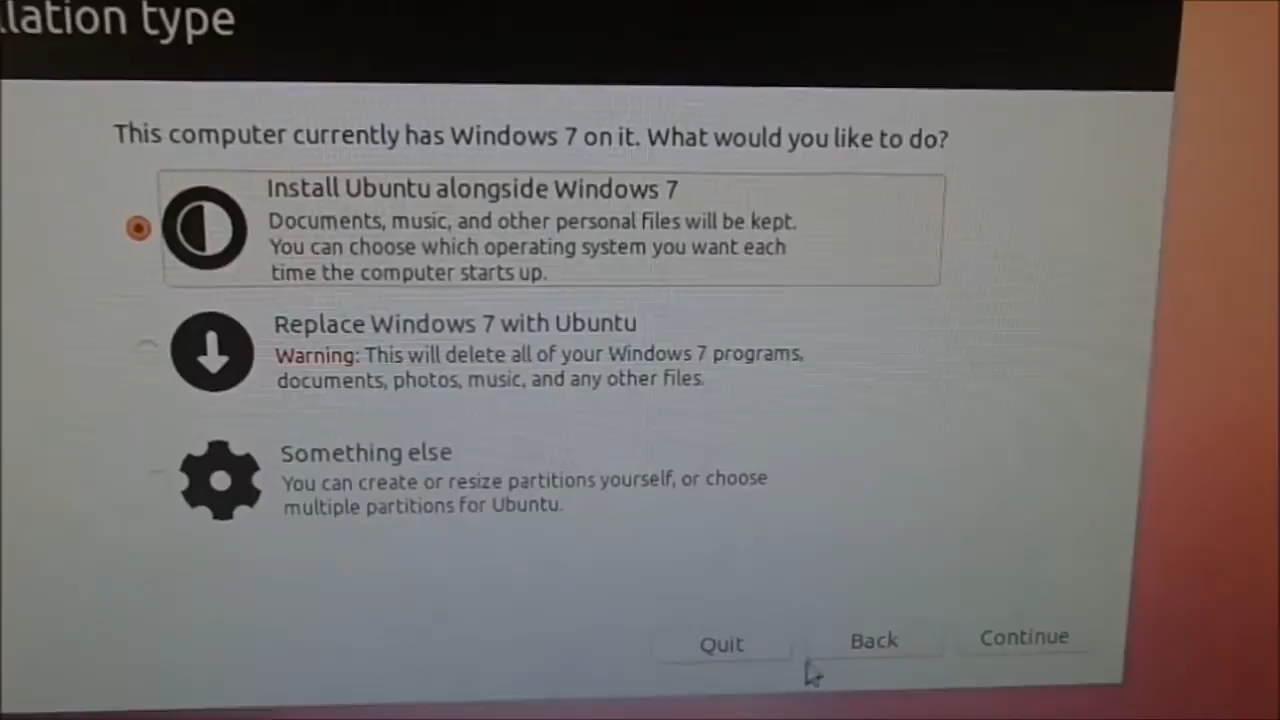 llation type
This computer currently has Windows 7 on it. What would you like to do?
Install Ubuntu alongside Windows 7
Documents, music, and other personal files will be kept.
You can choose which operating system you want each
time the computer starts up.
Replace Windows 7 with Ubuntu
Warning: This will delete all of your Windows 7 programs,
documents, photos, music, and any other files.
Something else
You can create or resize partitions yourself, or choose
multiple partitions for Ubuntu.
Quit Back Continue